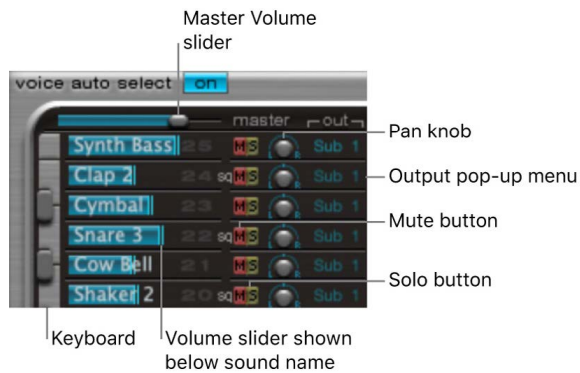 Master Volume
slider
voice auto select on
master out
Synth Bass 25 M S Sub 1
Pan knob
Clap 2 24 sq M S Sub 1
Output pop-up menu
Cymbal 23 M S Sub 1
Mute button
Snare 3 22 sq M S Sub 1
Cow Bell 21 M S Sub 1
Solo button
Shaker 2 20 sq M S Sub 1
Keyboard
Volume slider shown
below sound name